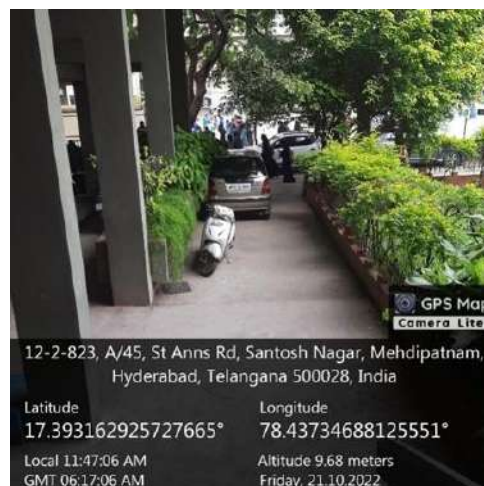 GPS Map
Camera Lite
12-2-823, A/45, St Anns Rd, Santosh Nagar, Mehdipatnam,
Hyderabad, Telangana 500028, India
Latitude
17.393162925727665°
Longitude
78.43734688125551°
Local 11:47:06 AM
GMT 06:17:06 AM
Altitude 9.68 meters
Friday, 21.10.2022